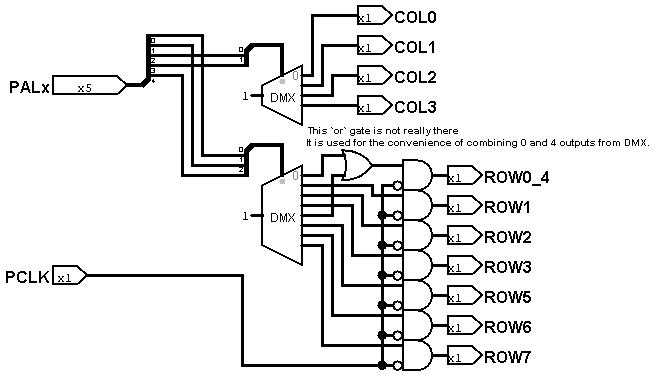 x1 COL0
x1 COL1
PALx x5
0
1
2
3
4
0
1
0
1 DMX
x1 COL2
x1 COL3
This `or` gate is not really there
It is used for the convenience of combining 0 and 4 outputs from DMX.
0
1
2
0
1 DMX
x1 ROW0_4
x1 ROW1
x1 ROW2
PCLK x1
x1 ROW3
x1 ROW5
x1 ROW6
x1 ROW7